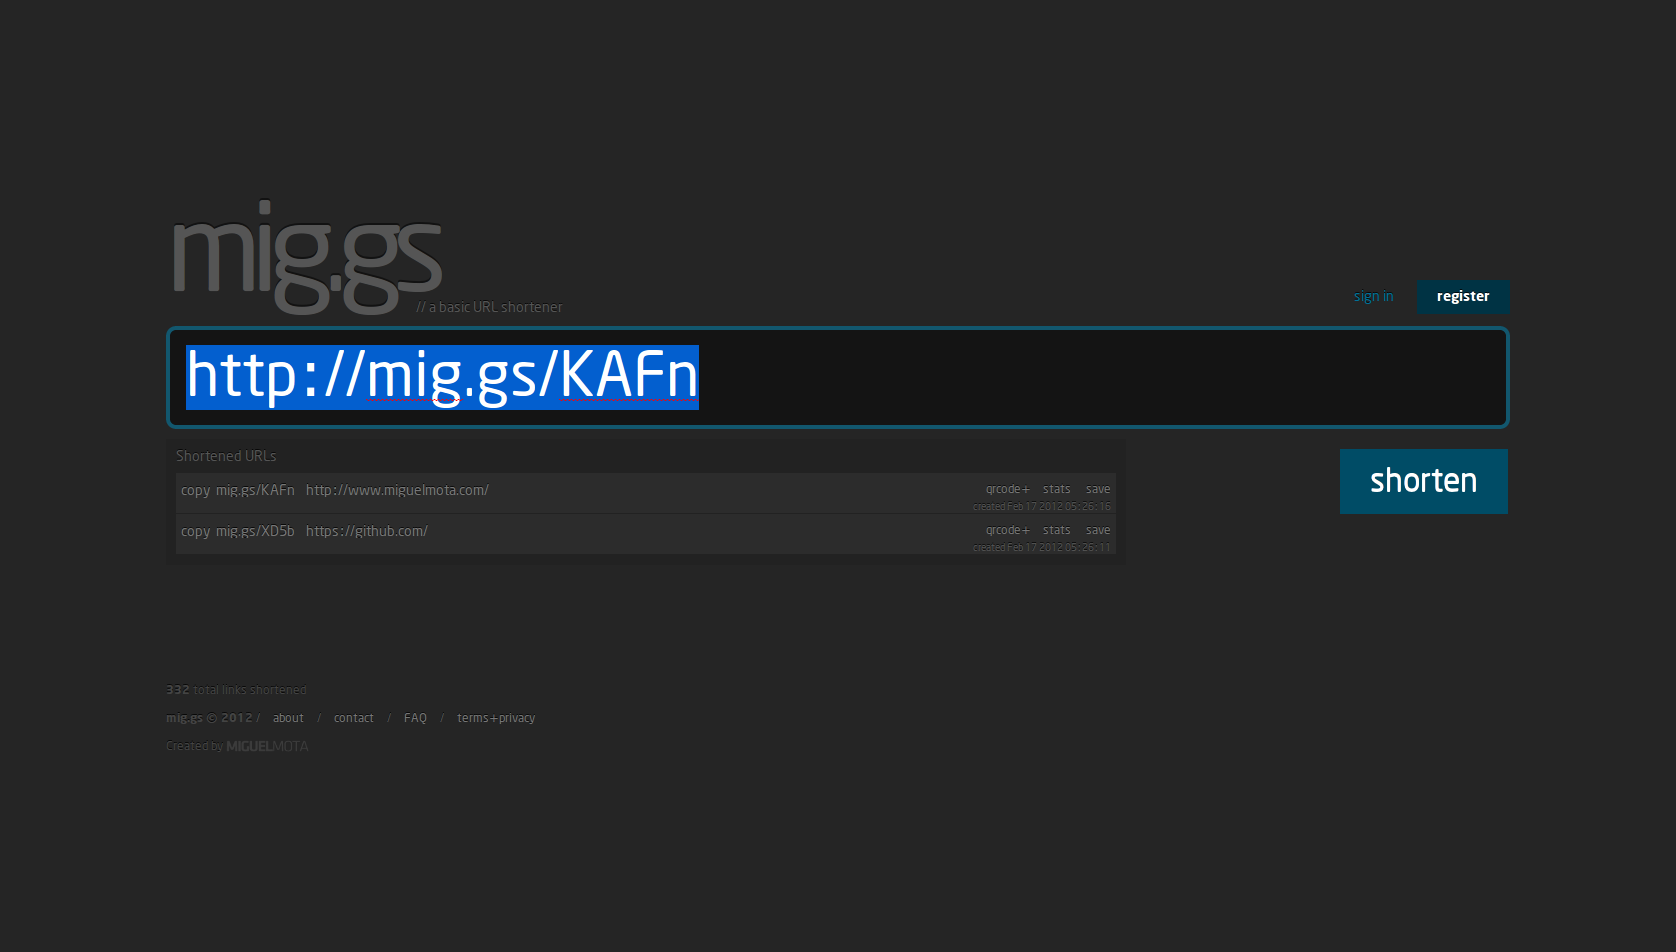 mig.gs // a basic URL shortener
sign in register
http://mig.gs/KAFn
shorten
Shortened URLs
copy mig.gs/KAFn http://www.miguelmota.com/ qrcode+ stats save
created Feb 17 2012 05:26:16
copy mig.gs/XD5b https://github.com/ qrcode+ stats save
created Feb 17 2012 05:26:11
332 total links shortened
mig.gs © 2012 / about / contact / FAQ / terms+privacy
Created by MIGUELMOTA